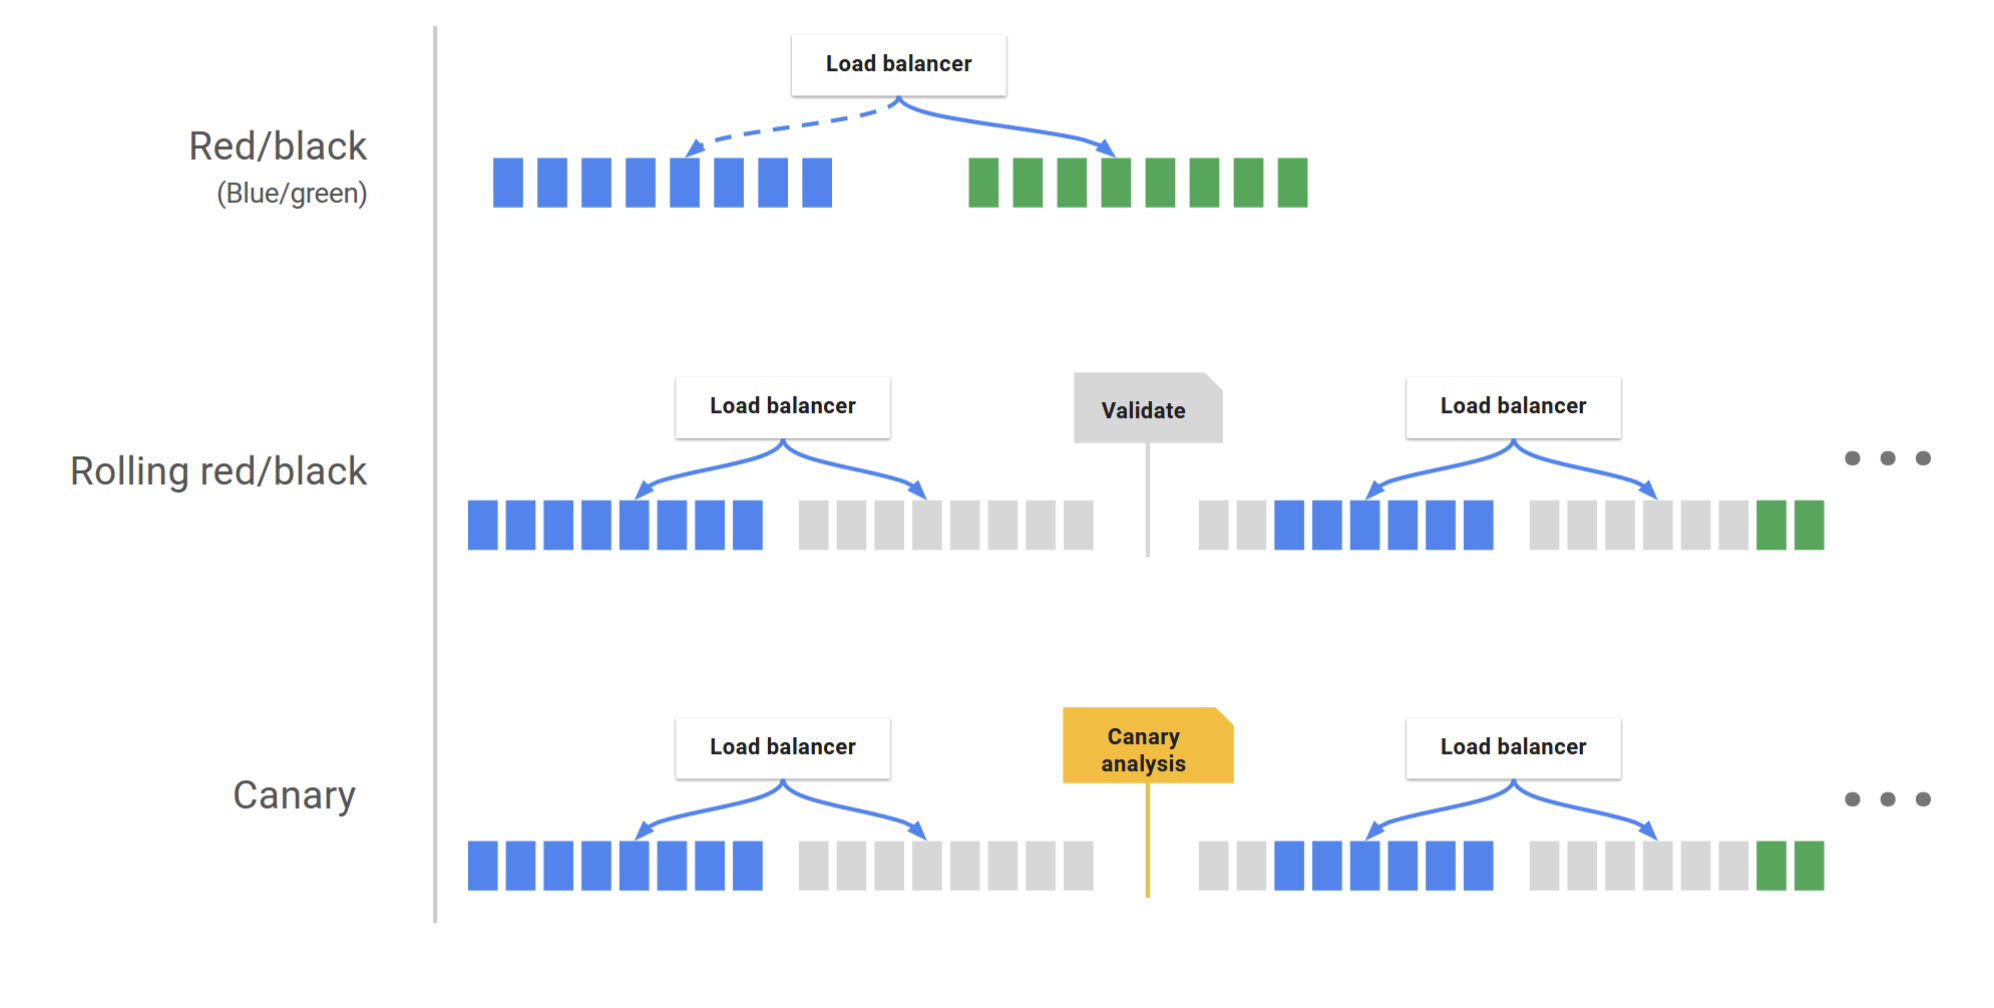 Load balancer
Red/black
(Blue/green)
Load balancer
Validate
Load balancer
Rolling red/black
Load balancer
Canary
analysis
Load balancer
Canary